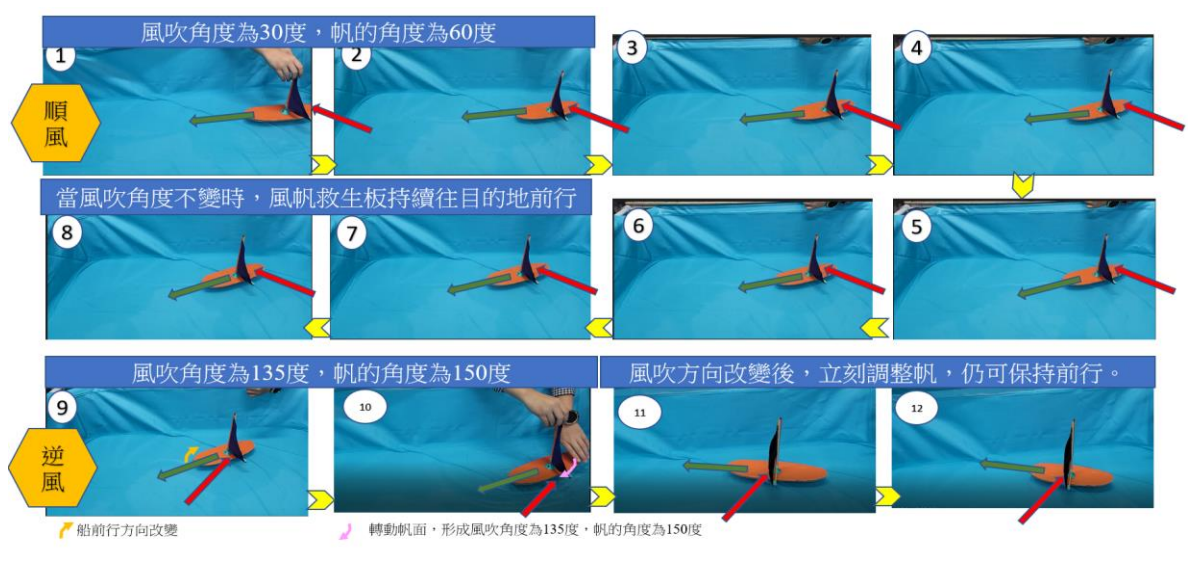 風吹角度為30度，帆的角度為60度
1
2
3
4
順
風
當風吹角度不變時，風帆救生板持續往目的地前行
8
7
6
5
風吹角度為135度，帆的角度為150度
風吹方向改變後，立刻調整帆，仍可保持前行。
9
10
11
12
逆
風
船前行方向改變
轉動帆面，形成風吹角度為135度，帆的角度為150度